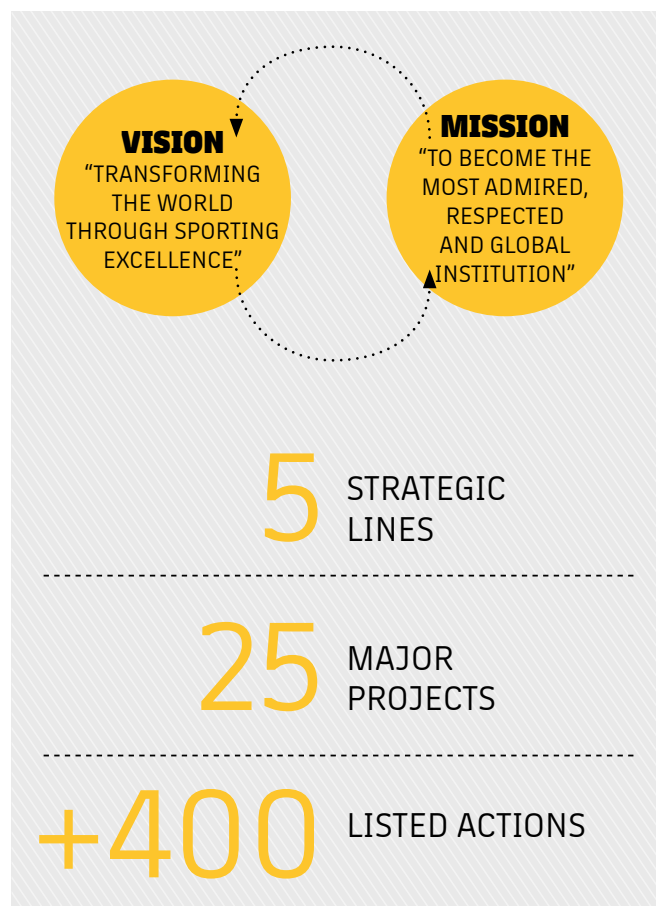 VISION
“TRANSFORMING
THE WORLD
THROUGH SPORTING
EXCELLENCE”
MISSION
“TO BECOME THE
MOST ADMIRED,
RESPECTED
AND GLOBAL
INSTITUTION”
5 STRATEGIC
LINES
25 MAJOR
PROJECTS
+400 LISTED ACTIONS